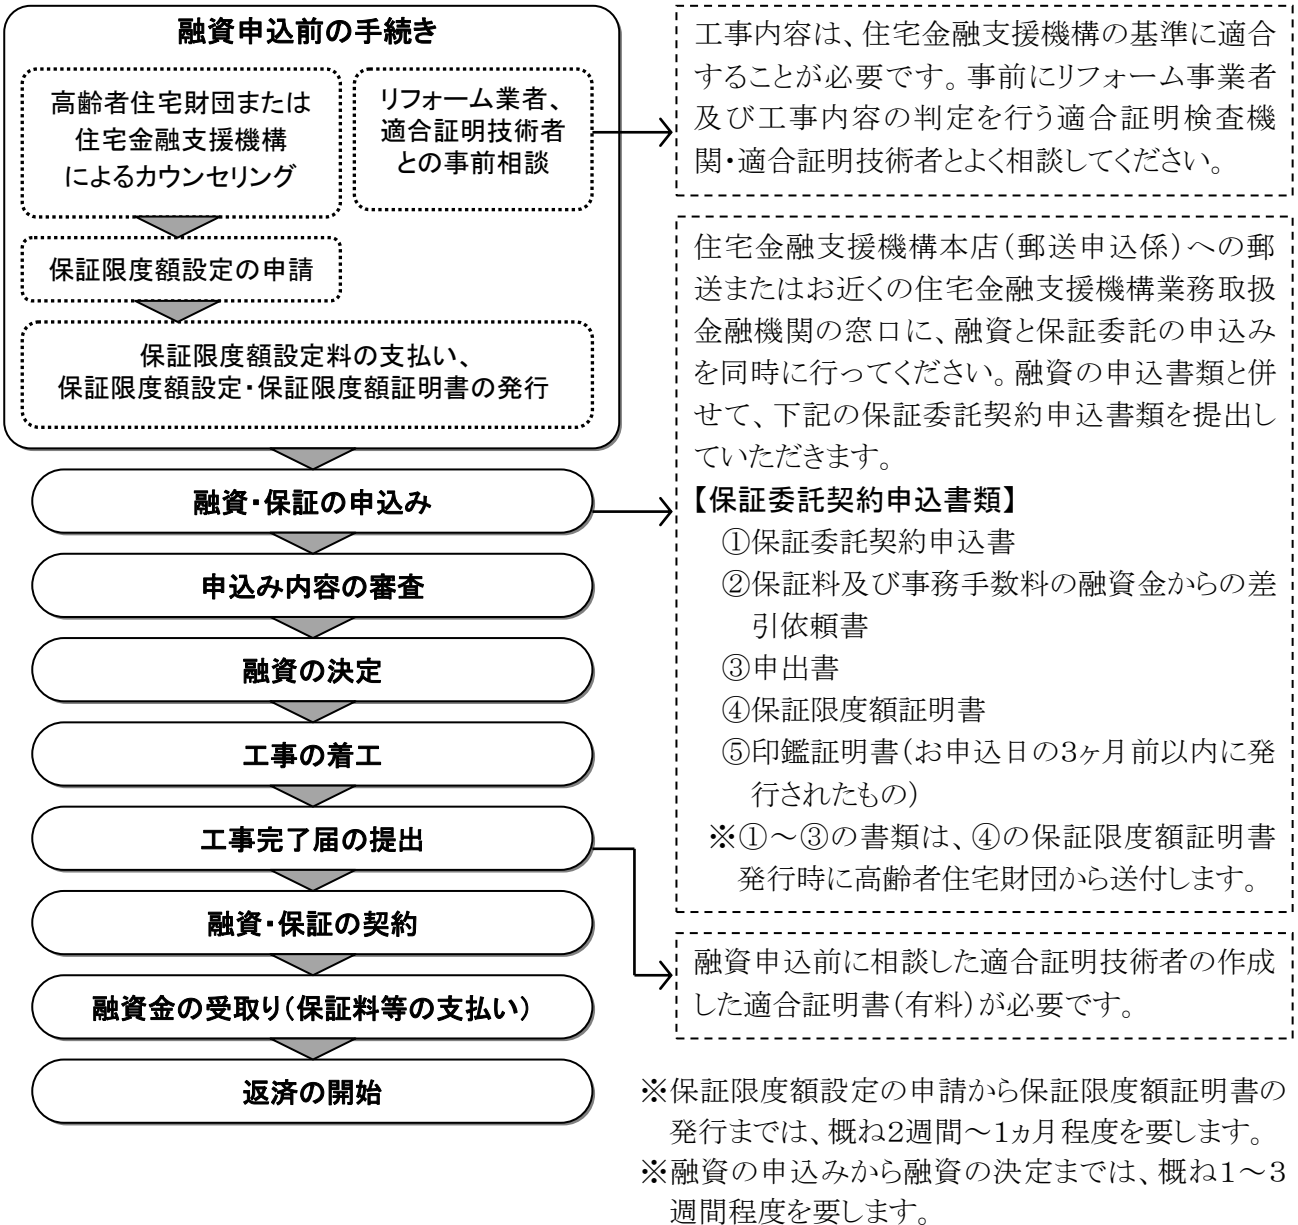 融資申込前の手続き
高齢者住宅財団または
住宅金融支援機構
によるカウンセリング
リフォーム業者、
適合証明技術者
との事前相談
保証限度額設定の申請
保証限度額設定料の支払い、
保証限度額設定・保証限度額証明書の発行
融資・保証の申込み
申込み内容の審査
融資の決定
工事の着工
工事完了届の提出
融資・保証の契約
融資金の受取り(保証料等の支払い)
返済の開始
工事内容は、住宅金融支援機構の基準に適合
することが必要です。事前にリフォーム事業者
及び工事内容の判定を行う適合証明検査機
関・適合証明技術者とよく相談してください。
住宅金融支援機構本店(郵送申込係)への郵
送またはお近くの住宅金融支援機構業務取扱
金融機関の窓口に、融資と保証委託の申込み
を同時に行ってください。融資の申込書類と併
せて、下記の保証委託契約申込書類を提出し
ていただきます。
【保証委託契約申込書類】
①保証委託契約申込書
②保証料及び事務手数料の融資金からの差
引依頼書
③申出書
④保証限度額証明書
⑤印鑑証明書(お申込日の3ヶ月前以内に発
行されたもの)
※①～③の書類は、④の保証限度額証明書
発行時に高齢者住宅財団から送付します。
融資申込前に相談した適合証明技術者の作成
した適合証明書(有料)が必要です。
※保証限度額設定の申請から保証限度額証明書の
発行までは、概ね2週間～1ヵ月程度を要します。
※融資の申込みから融資の決定までは、概ね1～3
週間程度を要します。